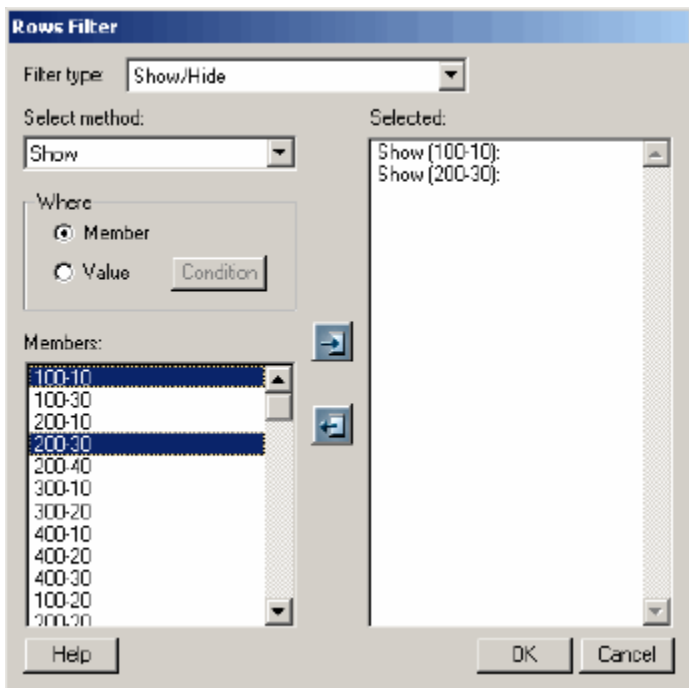 Rows Filter
Filter type: Show/Hide
Select method:
Show
Where
Member
Value Condition
Members:
100-10
100-30
200-10
200-30
200-40
300-10
300-20
400-10
400-20
400-30
100-20
200-20
Selected:
Show (100-10):
Show (200-30):
Help OK Cancel